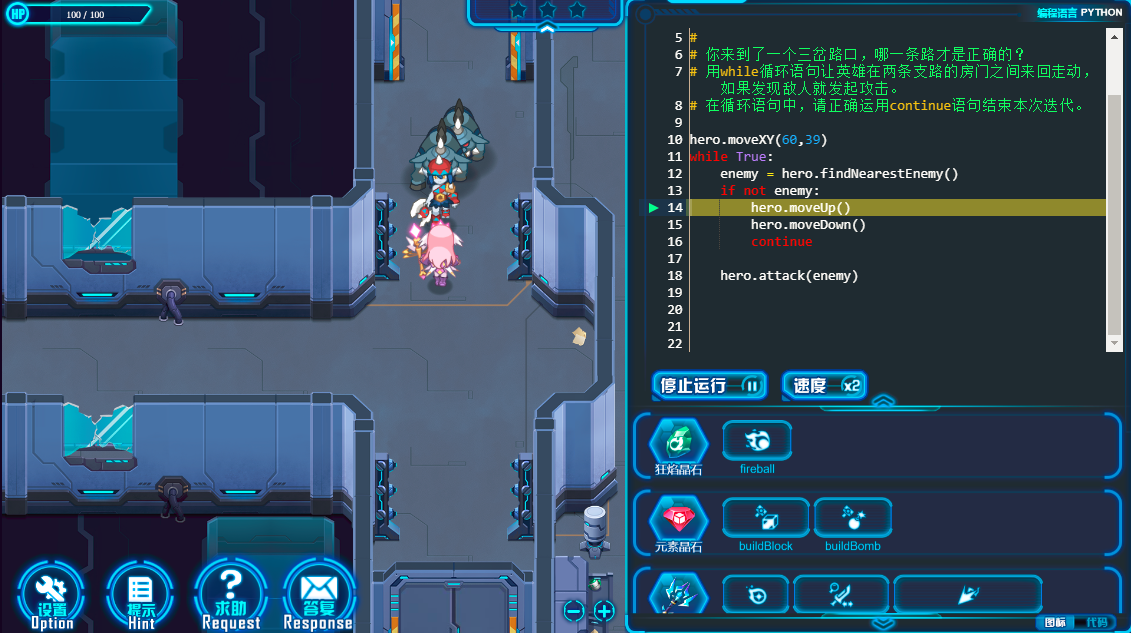 HP 100 / 100
编程语言 PYTHON
5 #
6 # 你来到了一个三岔路口，哪一条路才是正确的？
7 # 用while循环语句让英雄在两条支路的房门之间来回走动，
如果发现敌人就发起攻击。
8 # 在循环语句中，请正确运用continue语句结束本次迭代。
9
10 hero.moveXY(60,39)
11 while True:
12 enemy = hero.findNearestEnemy()
13 if not enemy:
14 hero.moveUp()
15 hero.moveDown()
16 continue
17
18 hero.attack(enemy)
19
20
21
22
停止运行
速度 x2
狂焰晶石
fireball
元素晶石
buildBlock buildBomb
设置 提示 求助 答复
Option Hint Request Response
图标 代码